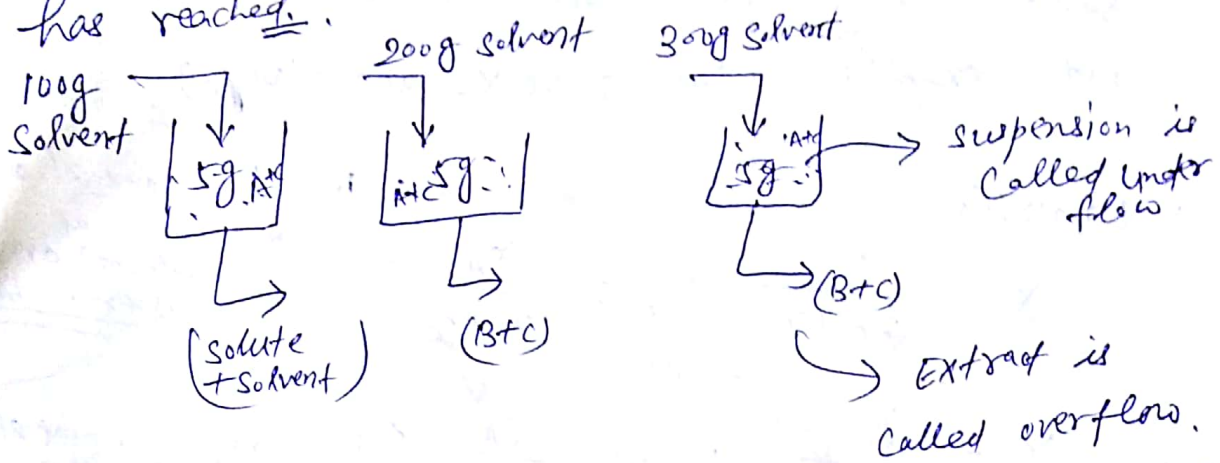 has reached.
100g solvent
200g solvent
300g solvent
5g A+C
A+C 5g
A+C
5g
suspension is
called under
flow
(solute
+ solvent)
(B+C)
(B+C)
Extract is
called overflow.